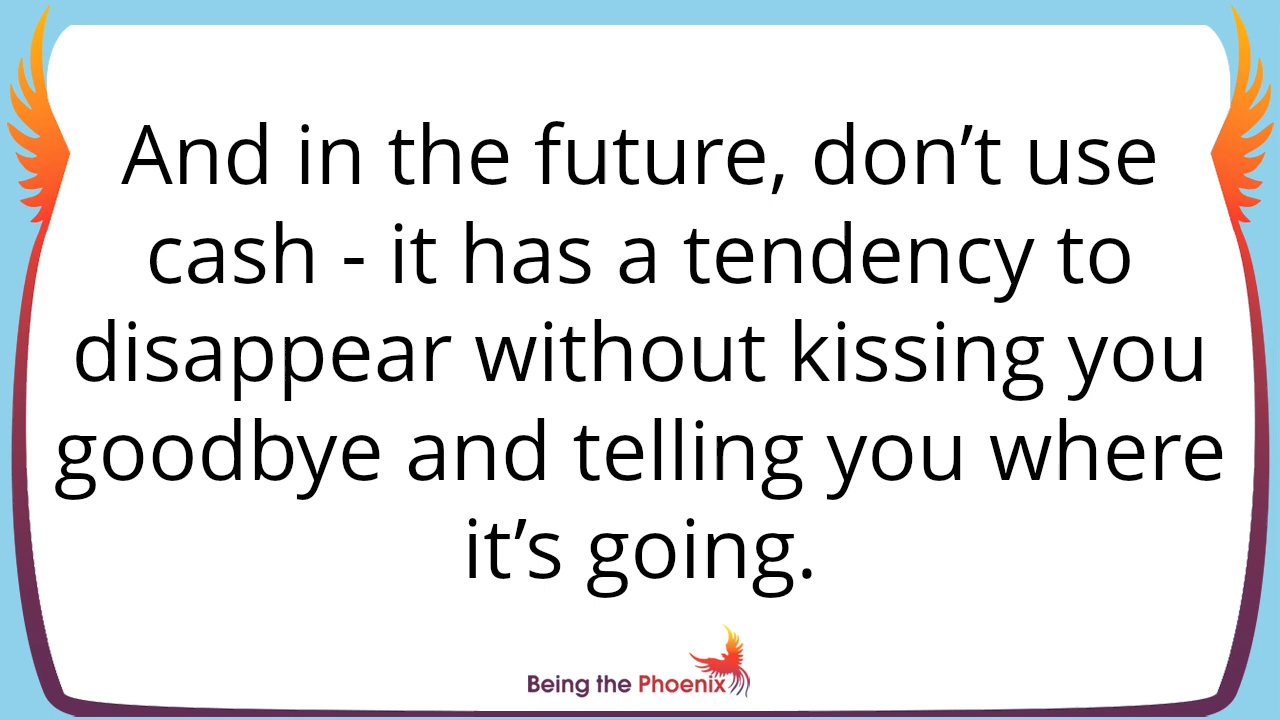 And in the future, don’t use
cash - it has a tendency to
disappear without kissing you
goodbye and telling you where
it’s going.
Being the Phoenix